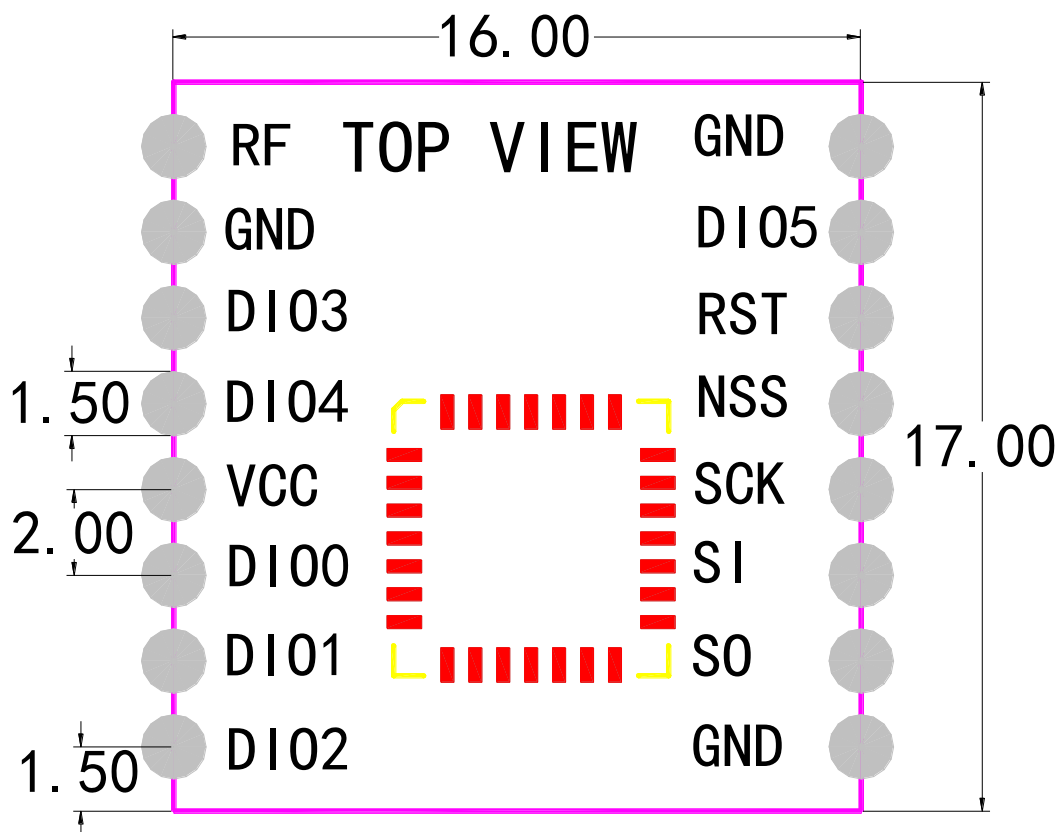 16.00
RF TOP VIEW GND
GND DIO5
DIO3 RST
1.50 DIO4 NSS
17.00
VCC SCK
2.00
DIO0 SI
DIO1 SO
DIO2 GND
1.50